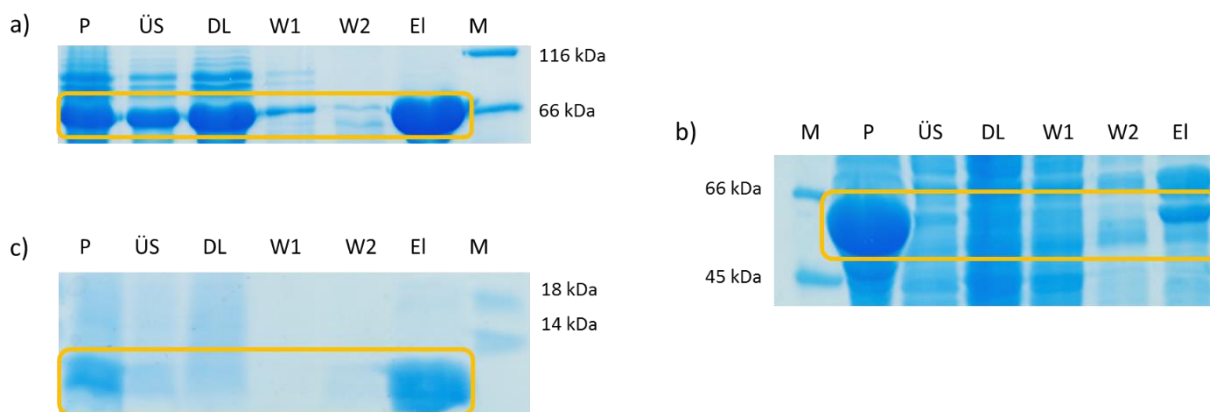 a) P ÜS DL W1 W2 El M
116 kDa
66 kDa
b) M P ÜS DL W1 W2 El
66 kDa
45 kDa
c) P ÜS DL W1 W2 El M
18 kDa
14 kDa